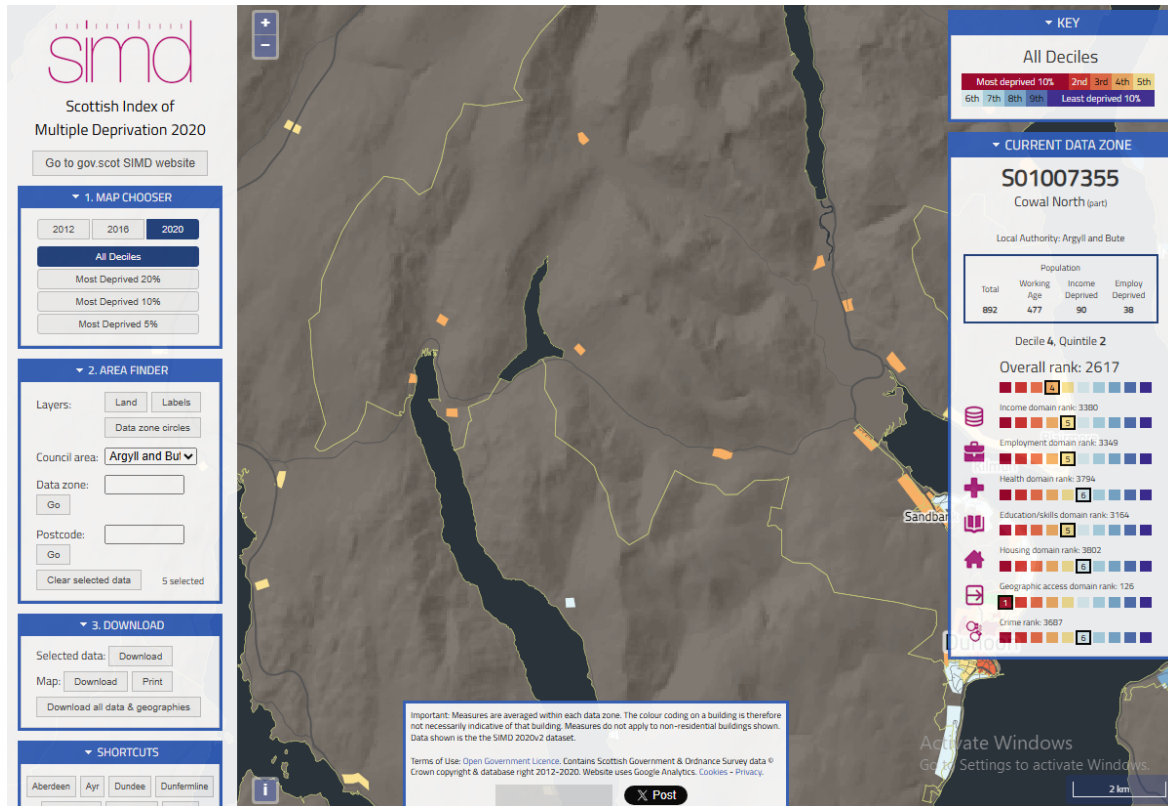 simd
Scottish Index of
Multiple Deprivation 2020
Go to gov.scot SIMD website
1. MAP CHOOSER
2012 2016 2020
All Deciles
Most Deprived 20%
Most Deprived 10%
Most Deprived 5%
2. AREA FINDER
Layers: Land Labels
Data zone circles
Council area: Argyll and But
Data zone:
Go
Postcode:
Go
Clear selected data 5 selected
3. DOWNLOAD
Selected data: Download
Map: Download Print
Download all data & geographies
SHORTCUTS
Aberdeen Ayr Dundee Dunfermline
+
−
i
Sandban
Dunoon
KEY
All Deciles
Most deprived 10% 2nd 3rd 4th 5th
6th 7th 8th 9th Least deprived 10%
CURRENT DATA ZONE
S01007355
Cowal North (part)
Local Authority: Argyll and Bute
Population
Total Working Age Income Deprived Employ Deprived
892 477 90 38
Decile 4, Quintile 2
Overall rank: 2617
4
Income domain rank: 3380
5
Employment domain rank: 3349
5
Health domain rank: 3794
6
Education/skills domain rank: 3164
5
Housing domain rank: 3802
6
Geographic access domain rank: 126
1
Crime rank: 3687
6
Important: Measures are averaged within each data zone. The colour coding on a building is therefore
not necessarily indicative of that building. Measures do not apply to non-residential buildings shown.
Data shown is the the SIMD 2020v2 dataset.
Terms of Use: Open Government Licence. Contains Scottish Government & Ordnance Survey data ©
Crown copyright & database right 2012-2020. Website uses Google Analytics. Cookies - Privacy.
X Post
Activate Windows
Go to Settings to activate Windows.
2 km